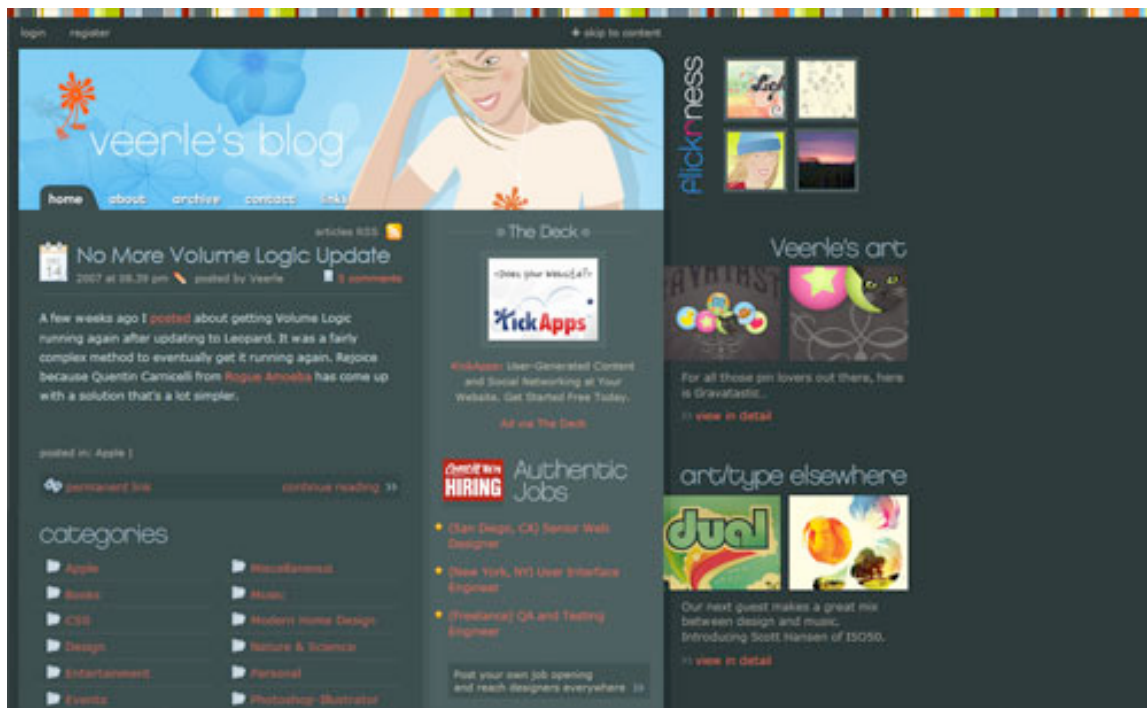 login register + skip to content
veerle's blog
home about archive contact links
articles RSS
No More Volume Logic Update
14 2007 at 08.39 pm posted by Veerle 5 comments
A few weeks ago I posted about getting Volume Logic
running again after updating to Leopard. It was a fairly
complex method to eventually get it running again. Rejoice
because Quentin Carnicelli from Rogue Amoeba has come up
with a solution that's a lot simpler.
posted in: Apple |
permanent link continue reading >>
categories
Apple Miscellaneous
Books Music
CSS Modern Home Design
Design Nature & Science
Entertainment Personal
Events Photoshop-Illustrator
The Deck
<Does your website?>
KickApps
KickApps: User-Generated Content
and Social Networking at Your
Website. Get Started Free Today.
Ad via The Deck
HIRING
Authentic
Jobs
(San Diego, CA) Senior Web
Designer
(New York, NY) User Interface
Engineer
(Freelance) QA and Testing
Engineer
Post your own job opening
and reach designers everywhere >>
flickrness
Veerle's art
For all those pin lovers out there, here
is Gravatastic.
>> view in detail
art/type elsewhere
dual
Our next guest makes a great mix
between design and music.
Introducing Scott Hansen of ISO50.
>> view in detail